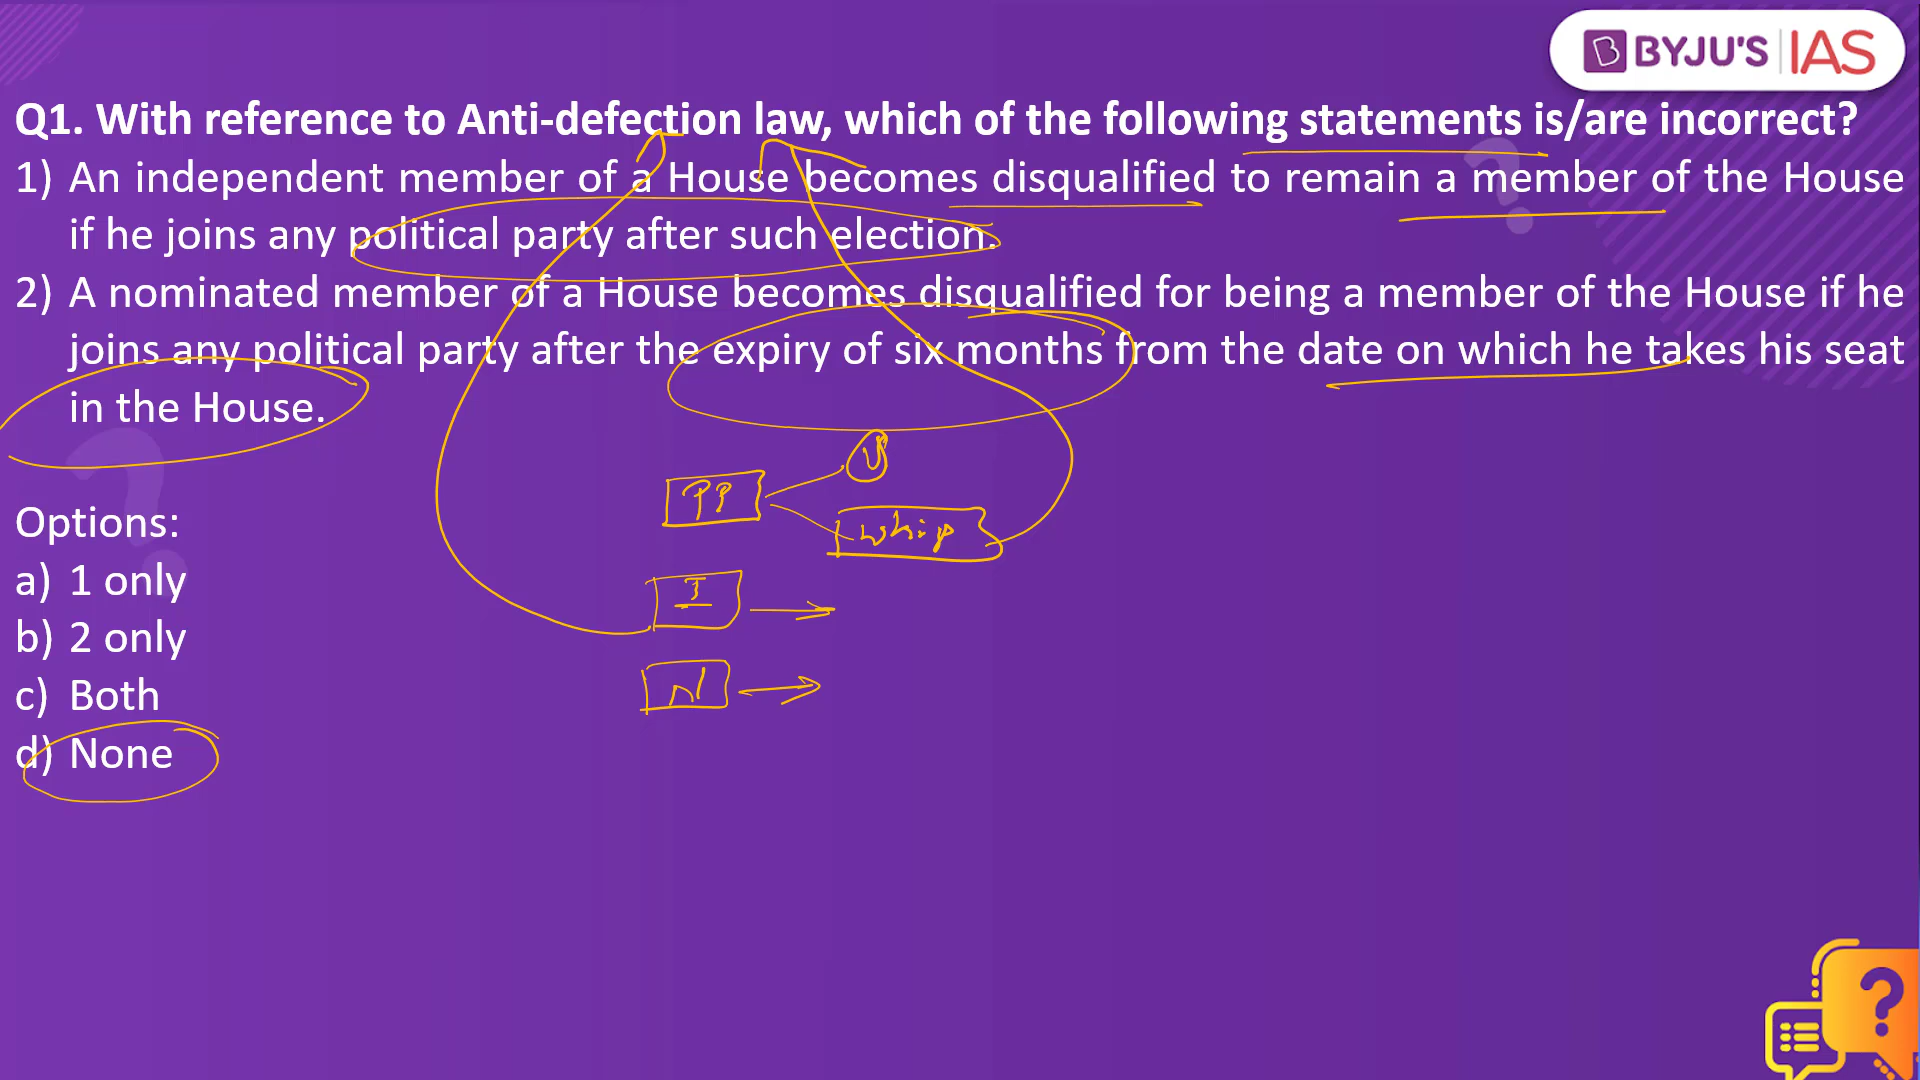 BYJU'S IAS
Q1. With reference to Anti-defection law, which of the following statements is/are incorrect?
1) An independent member of a House becomes disqualified to remain a member of the House
if he joins any political party after such election.
2) A nominated member of a House becomes disqualified for being a member of the House if he
joins any political party after the expiry of six months from the date on which he takes his seat
in the House.
PP
whip
Options:
a) 1 only
I
b) 2 only
N
c) Both
d) None